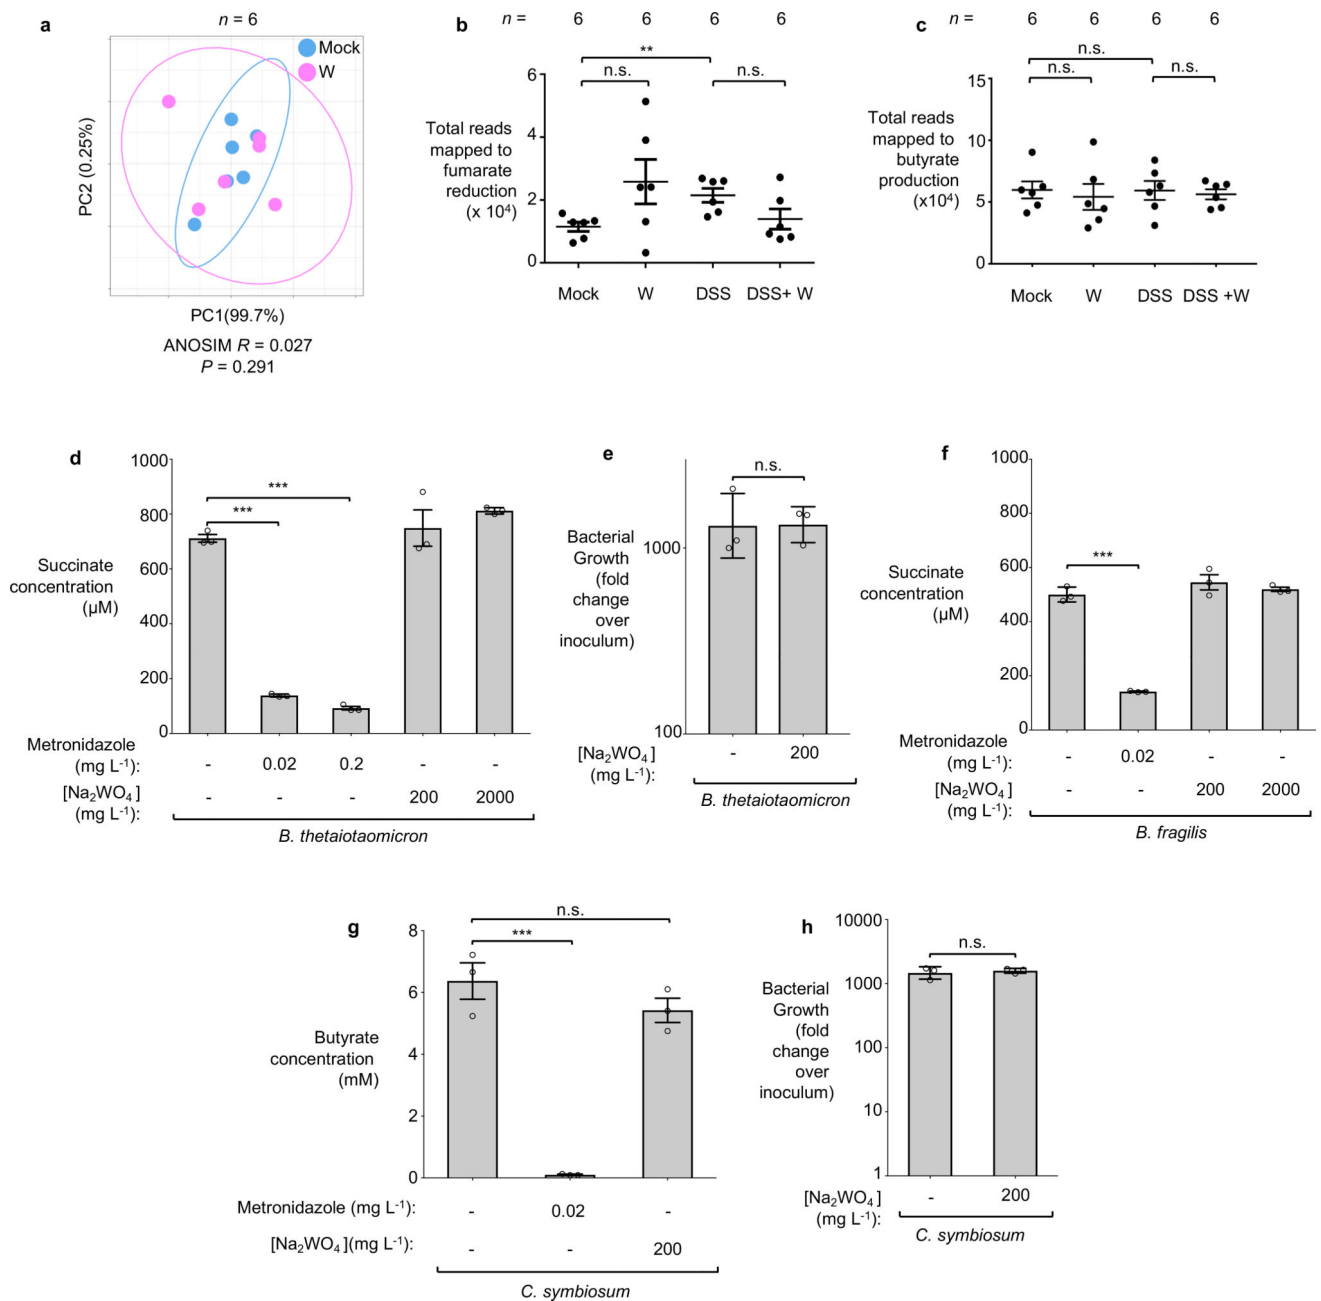 a
n = 6
Mock
W
PC2 (0.25%)
PC1(99.7%)
ANOSIM R = 0.027
P = 0.291
b
n =
6 6 6 6
**
n.s.
n.s.
Total reads
mapped to
fumarate
reduction
(x 10⁴)
6
4
2
0
Mock W DSS DSS+ W
c
n =
6 6 6 6
n.s.
n.s.
n.s.
Total reads
mapped to
butyrate
production
(x10⁴)
15
10
5
0
Mock W DSS DSS +W
d
1000
800
600
400
200
0
***
***
Succinate
concentration
(µM)
Metronidazole
(mg L⁻¹):
- 0.02 0.2 - -
[Na₂WO₄]
(mg L⁻¹):
- - - 200 2000
B. thetaiotaomicron
e
n.s.
Bacterial
Growth
(fold
change
over
inoculum)
1000
100
[Na₂WO₄]
(mg L⁻¹):
- 200
B. thetaiotaomicron
f
1000
800
600
400
200
0
***
Succinate
concentration
(µM)
Metronidazole
(mg L⁻¹):
- 0.02 - -
[Na₂WO₄]
(mg L⁻¹):
- - 200 2000
B. fragilis
g
n.s.
***
8
6
4
2
0
Butyrate
concentration
(mM)
Metronidazole (mg L⁻¹):
- 0.02 -
[Na₂WO₄](mg L⁻¹):
- - 200
C. symbiosum
h
10000
1000
100
10
1
n.s.
Bacterial
Growth
(fold
change
over
inoculum)
[Na₂WO₄]
(mg L⁻¹):
- 200
C. symbiosum